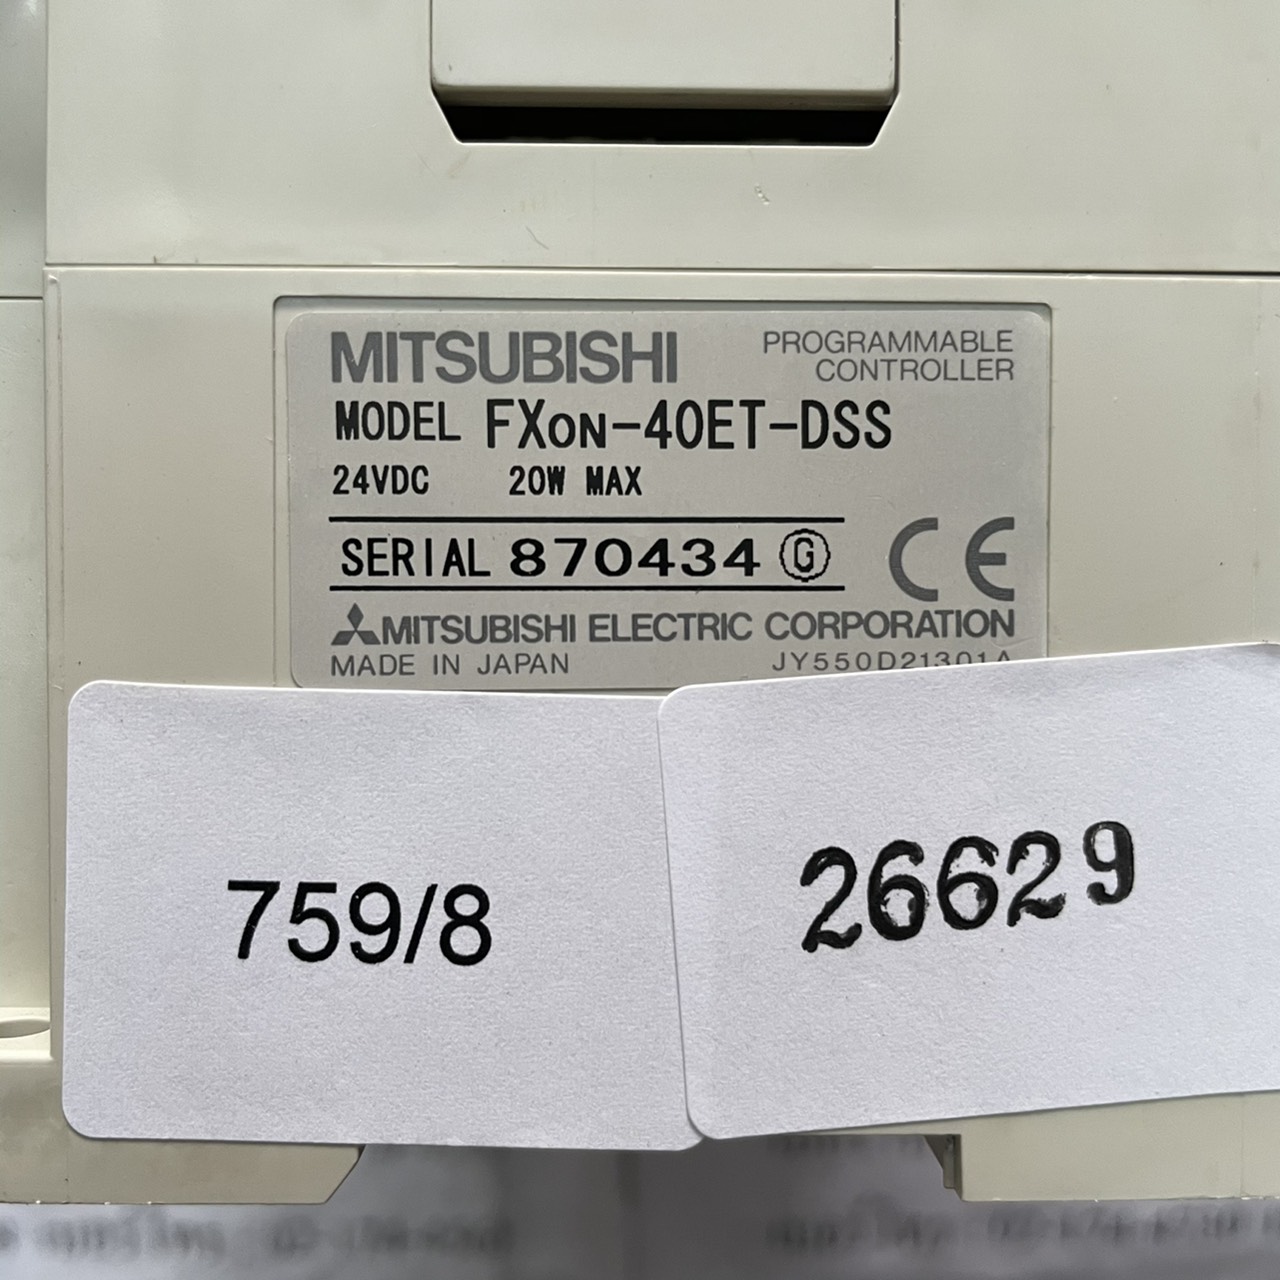 MITSUBISHI
PROGRAMMABLE
CONTROLLER
MODEL FX0N-40ET-DSS
24VDC 20W MAX
SERIAL 870434 G
CE
MITSUBISHI ELECTRIC CORPORATION
MADE IN JAPAN JY550D21301A
759/8
26629